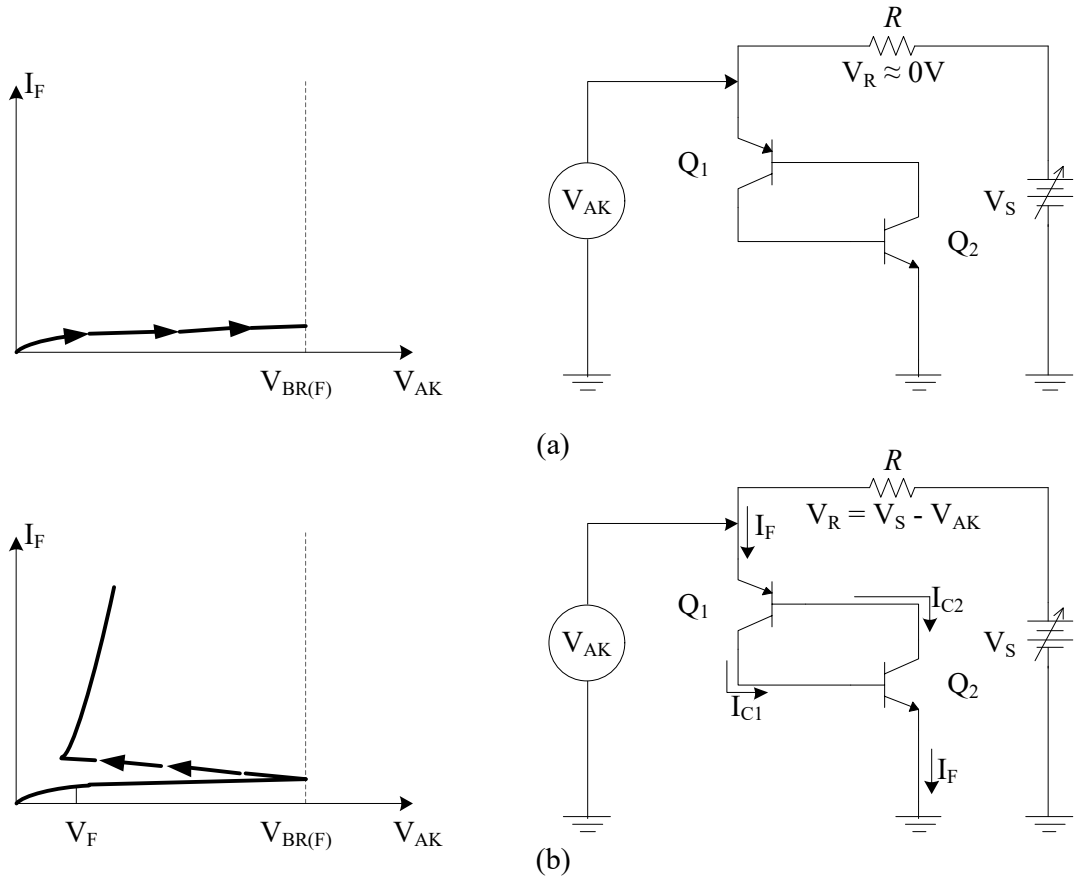 R
I_F
V_R ≈ 0V
Q_1
V_AK
V_S
Q_2
V_BR(F) V_AK
(a)
R
I_F
V_R = V_S - V_AK
I_F
Q_1
I_C2
V_AK
V_S
Q_2
I_C1
I_F
V_F V_BR(F) V_AK
(b)